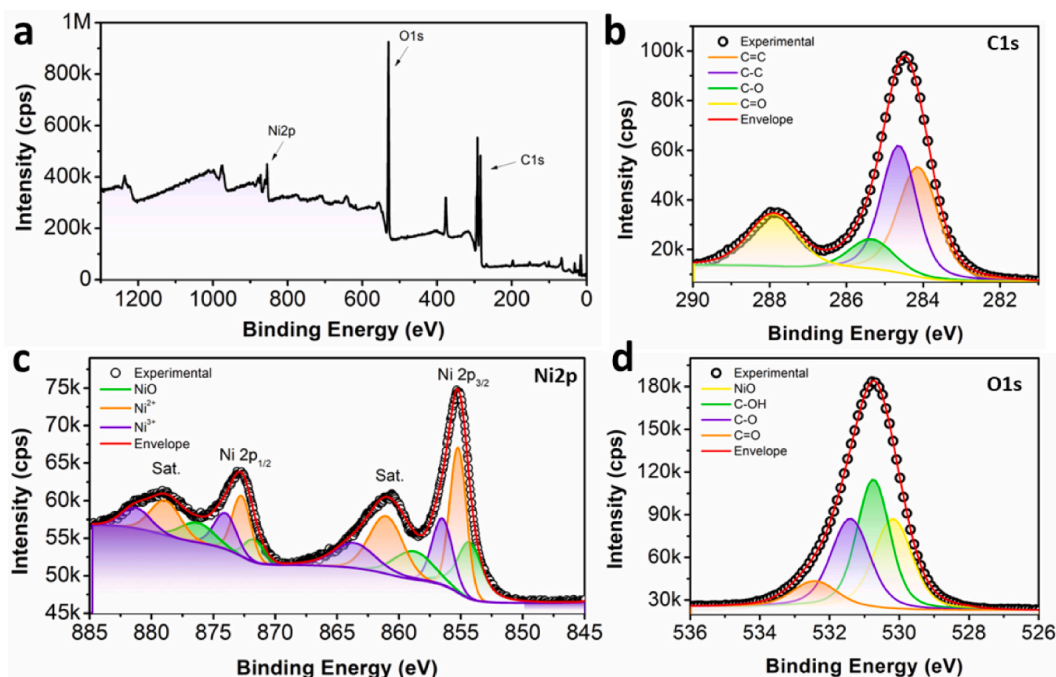 a
1M
800k
600k
400k
200k
0
1200 1000 800 600 400 200 0
Intensity (cps)
Binding Energy (eV)
O1s
Ni2p
C1s
b
C1s
100k
80k
60k
40k
20k
290 288 286 284 282
Intensity (cps)
Binding Energy (eV)
Experimental
C=C
C-C
C-O
C=O
Envelope
c
Ni2p
75k
70k
65k
60k
55k
50k
45k
885 880 875 870 865 860 855 850 845
Intensity (cps)
Binding Energy (eV)
Experimental
NiO
Ni²⁺
Ni³⁺
Envelope
Sat.
Ni 2p₁/₂
Sat.
Ni 2p₃/₂
d
O1s
180k
150k
120k
90k
60k
30k
536 534 532 530 528 526
Intensity (cps)
Binding Energy (eV)
Experimental
NiO
C-OH
C-O
C=O
Envelope